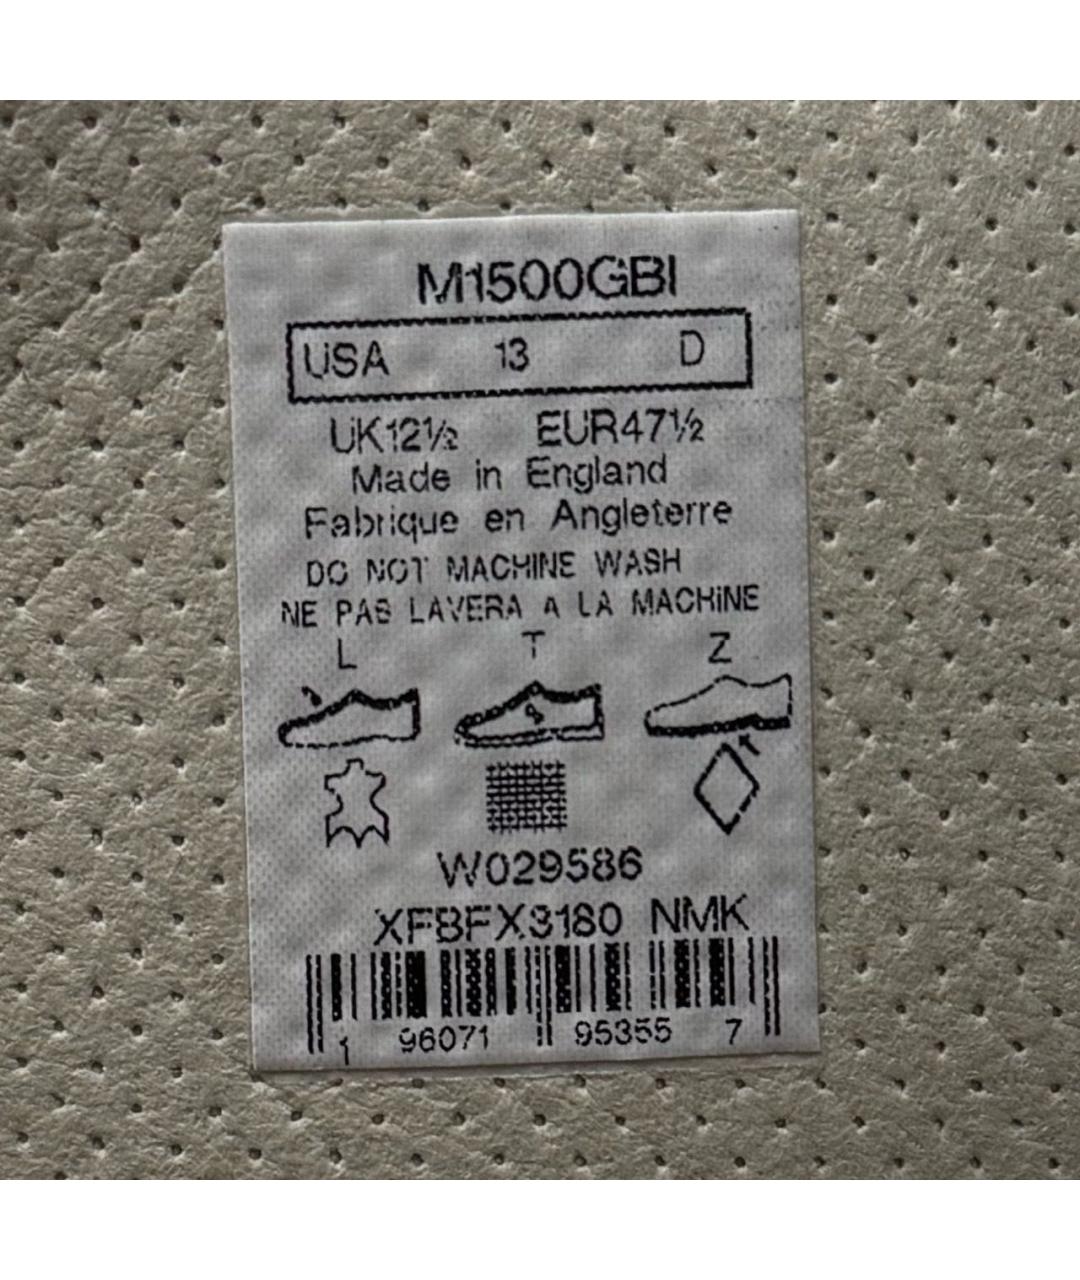 M1500GBI
USA 13 D
UK12½ EUR47½
Made in England
Fabrique en Angleterre
DO NOT MACHINE WASH
NE PAS LAVERA A LA MACHINE
L T Z
W029586
XFBFX3180 NMK
1 96071 95355 7